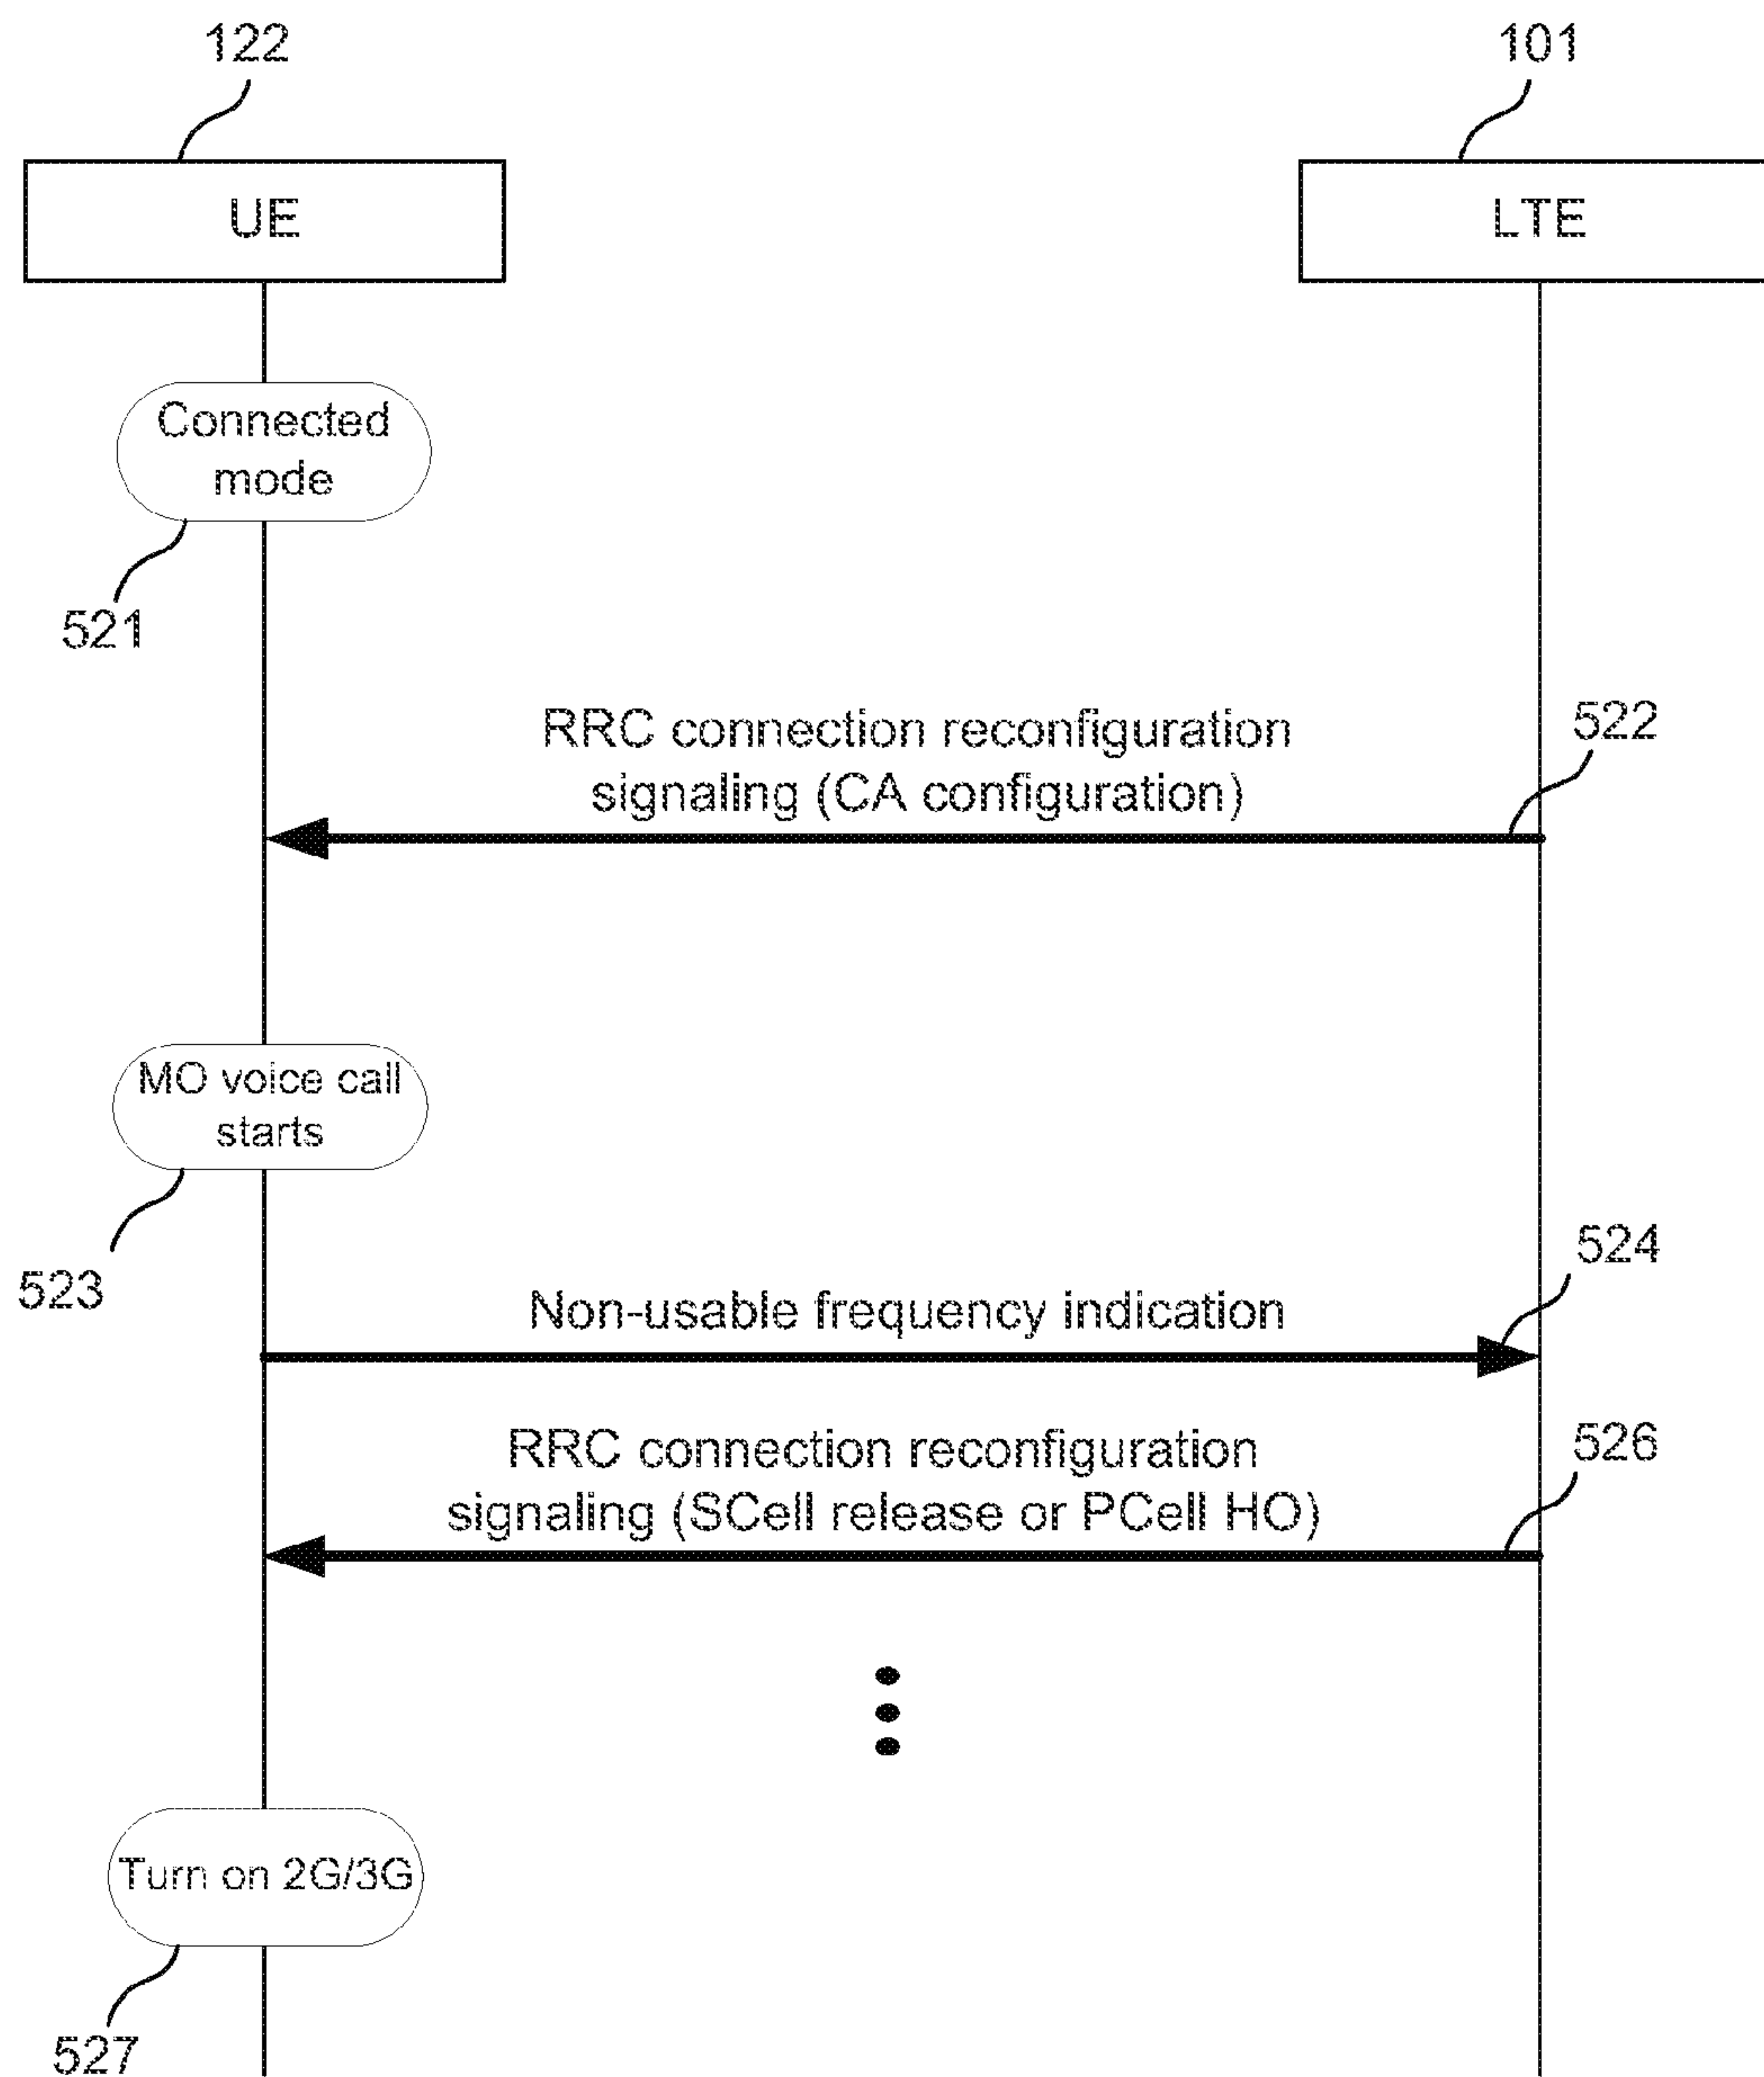 122
101
UE
LTE
Connected
mode
521
RRC connection reconfiguration
signaling (CA configuration)
522
MO voice call
starts
523
524
Non-usable frequency indication
RRC connection reconfiguration
signaling (SCell release or PCell HO)
526
Turn on 2G/3G
527